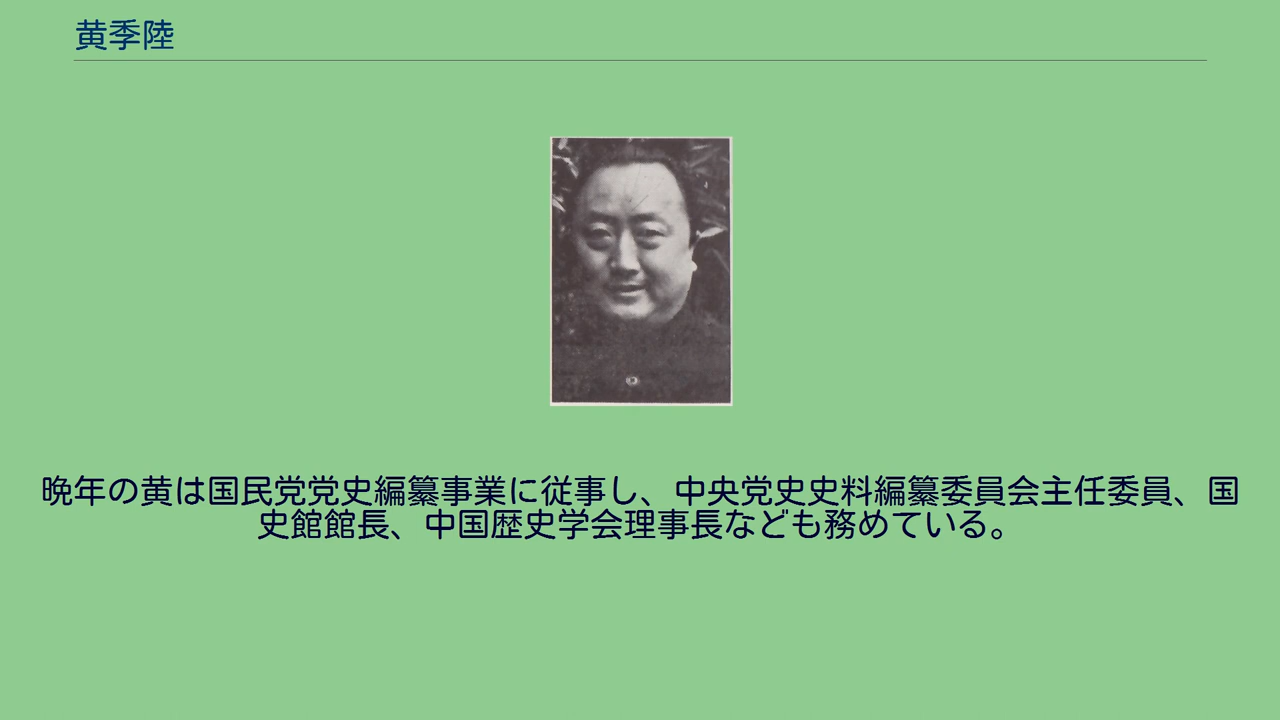 黄季陸
晩年の黄は国民党党史編纂事業に従事し、中央党史史料編纂委員会主任委員、国
史館館長、中国歴史学会理事長なども務めている。